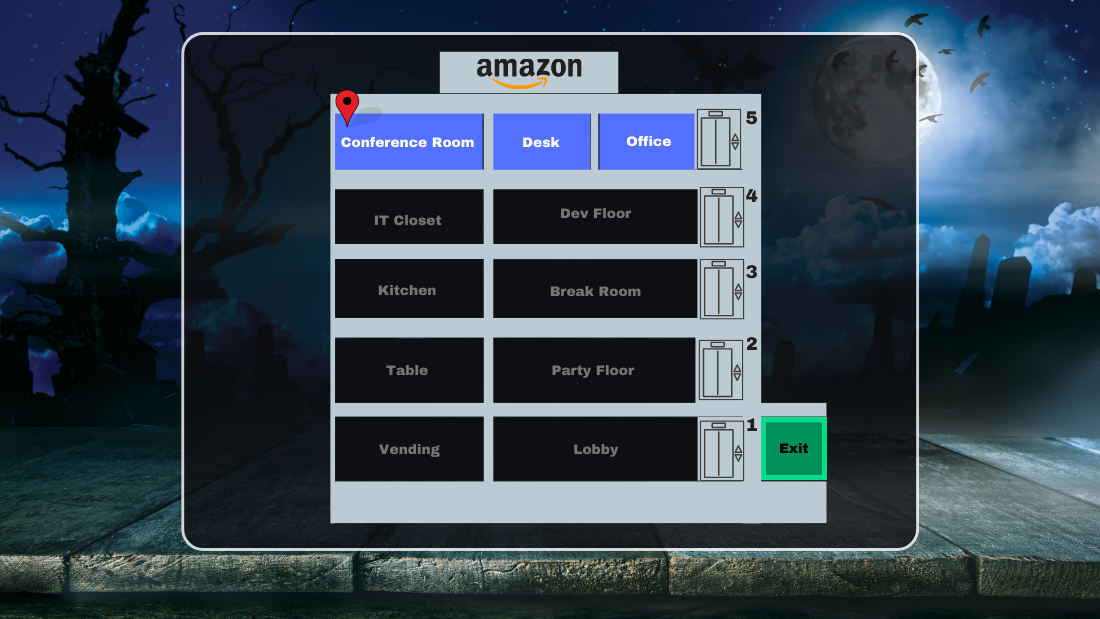 amazon
Conference Room
Desk
Office
5
IT Closet
Dev Floor
4
Kitchen
Break Room
3
Table
Party Floor
2
Vending
Lobby
1
Exit